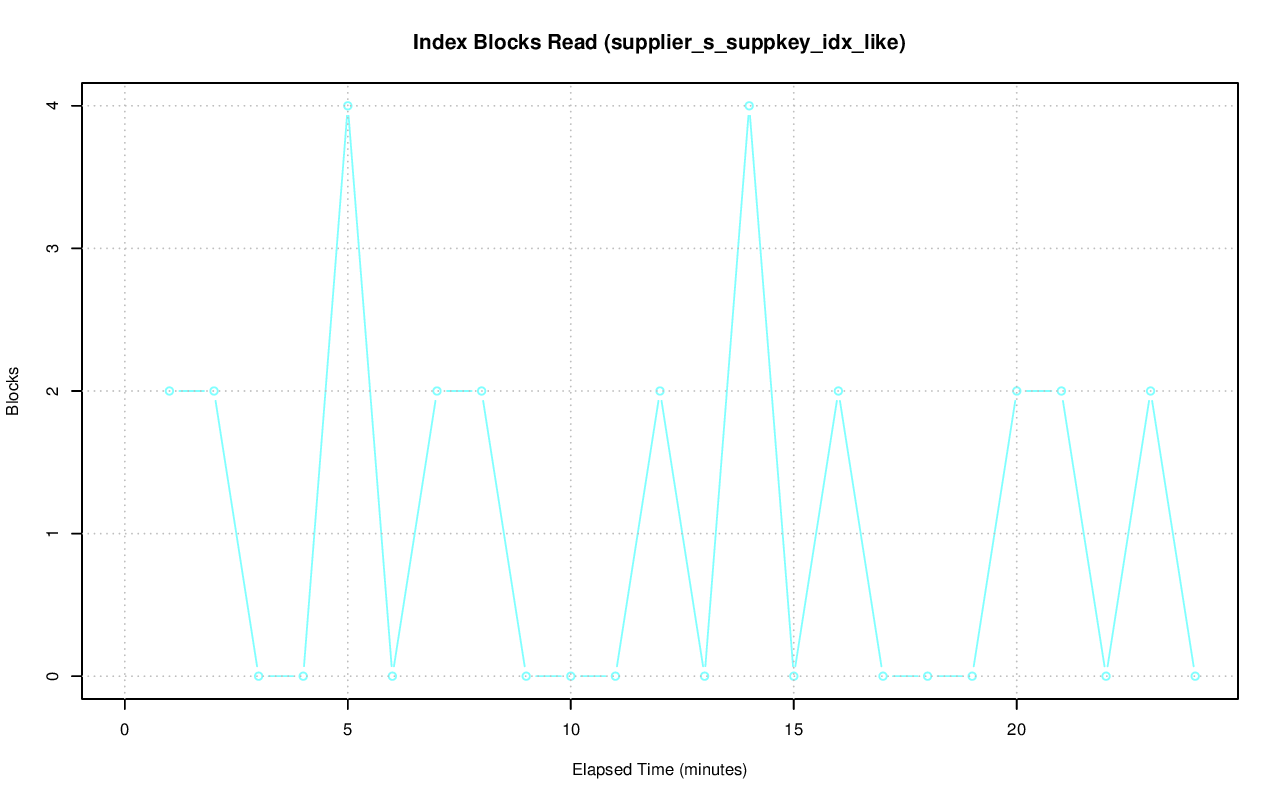 Index Blocks Read (supplier_s_suppkey_idx_like)
4
3
2
1
0
Blocks
0 5 10 15 20
Elapsed Time (minutes)